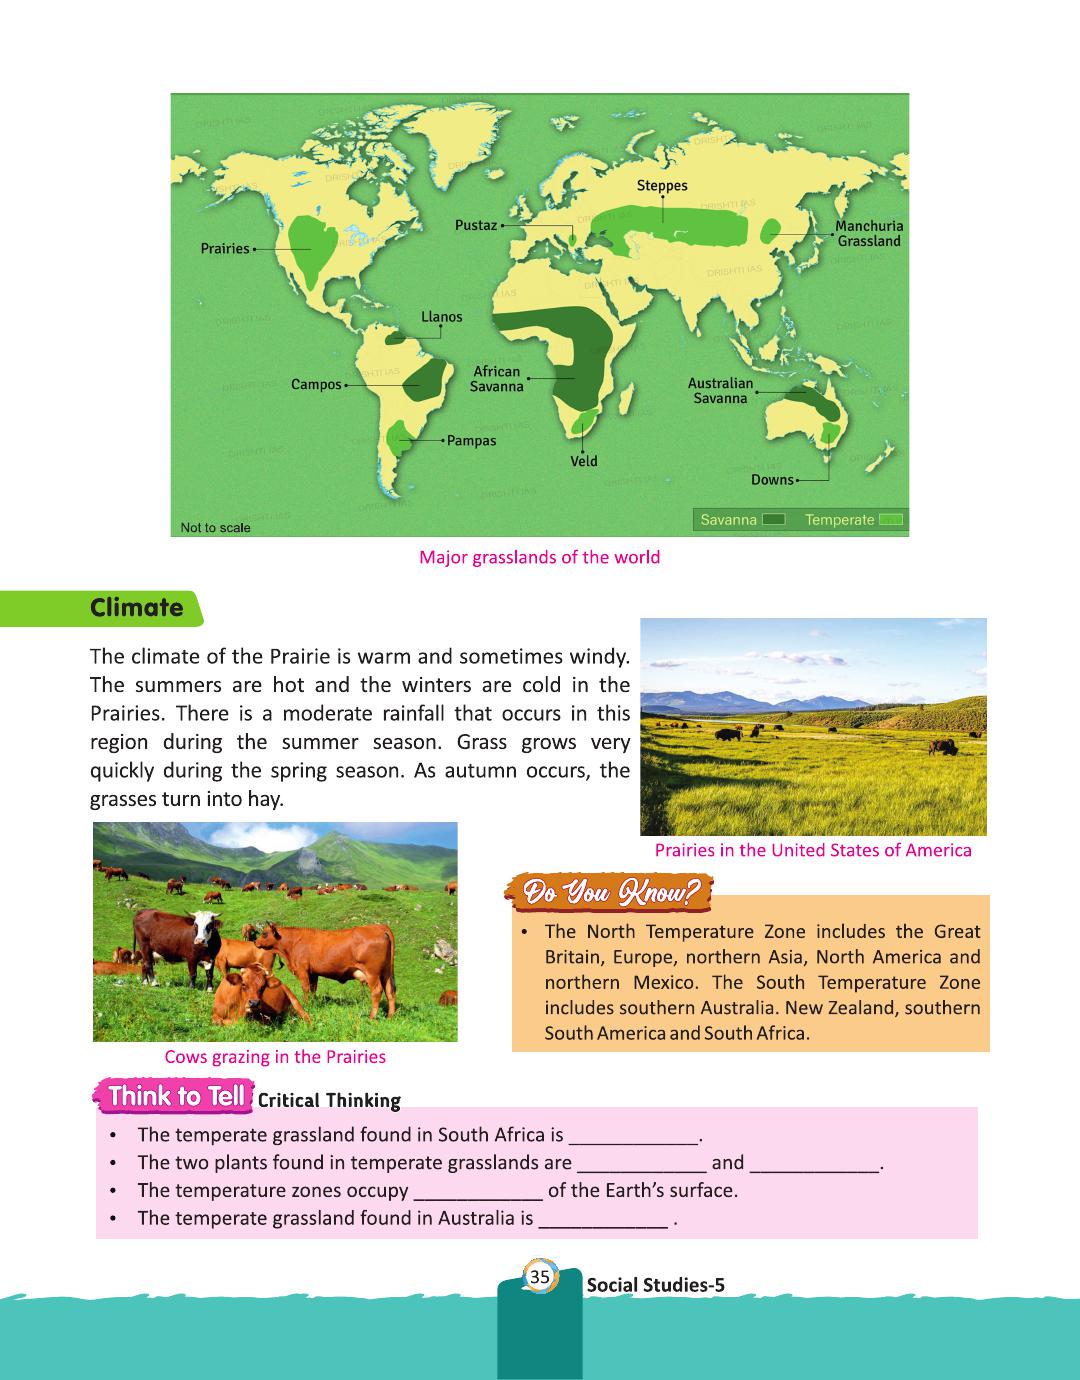 Steppes
Pustaz
Manchuria
Grassland
Prairies
Llanos
African
Savanna
Campos
Australian
Savanna
Pampas
Veld
Downs
Not to scale
Savanna
Temperate
DRISHTI IAS
Major grasslands of the world
Climate
The climate of the Prairie is warm and sometimes windy.
The summers are hot and the winters are cold in the
Prairies. There is a moderate rainfall that occurs in this
region during the summer season. Grass grows very
quickly during the spring season. As autumn occurs, the
grasses turn into hay.
Prairies in the United States of America
Cows grazing in the Prairies
Do You Know?
• The North Temperature Zone includes the Great
Britain, Europe, northern Asia, North America and
northern Mexico. The South Temperature Zone
includes southern Australia. New Zealand, southern
South America and South Africa.
Think to Tell Critical Thinking
• The temperate grassland found in South Africa is ____________.
• The two plants found in temperate grasslands are ____________ and ____________.
• The temperature zones occupy ____________ of the Earth's surface.
• The temperate grassland found in Australia is ____________ .
35
Social Studies-5